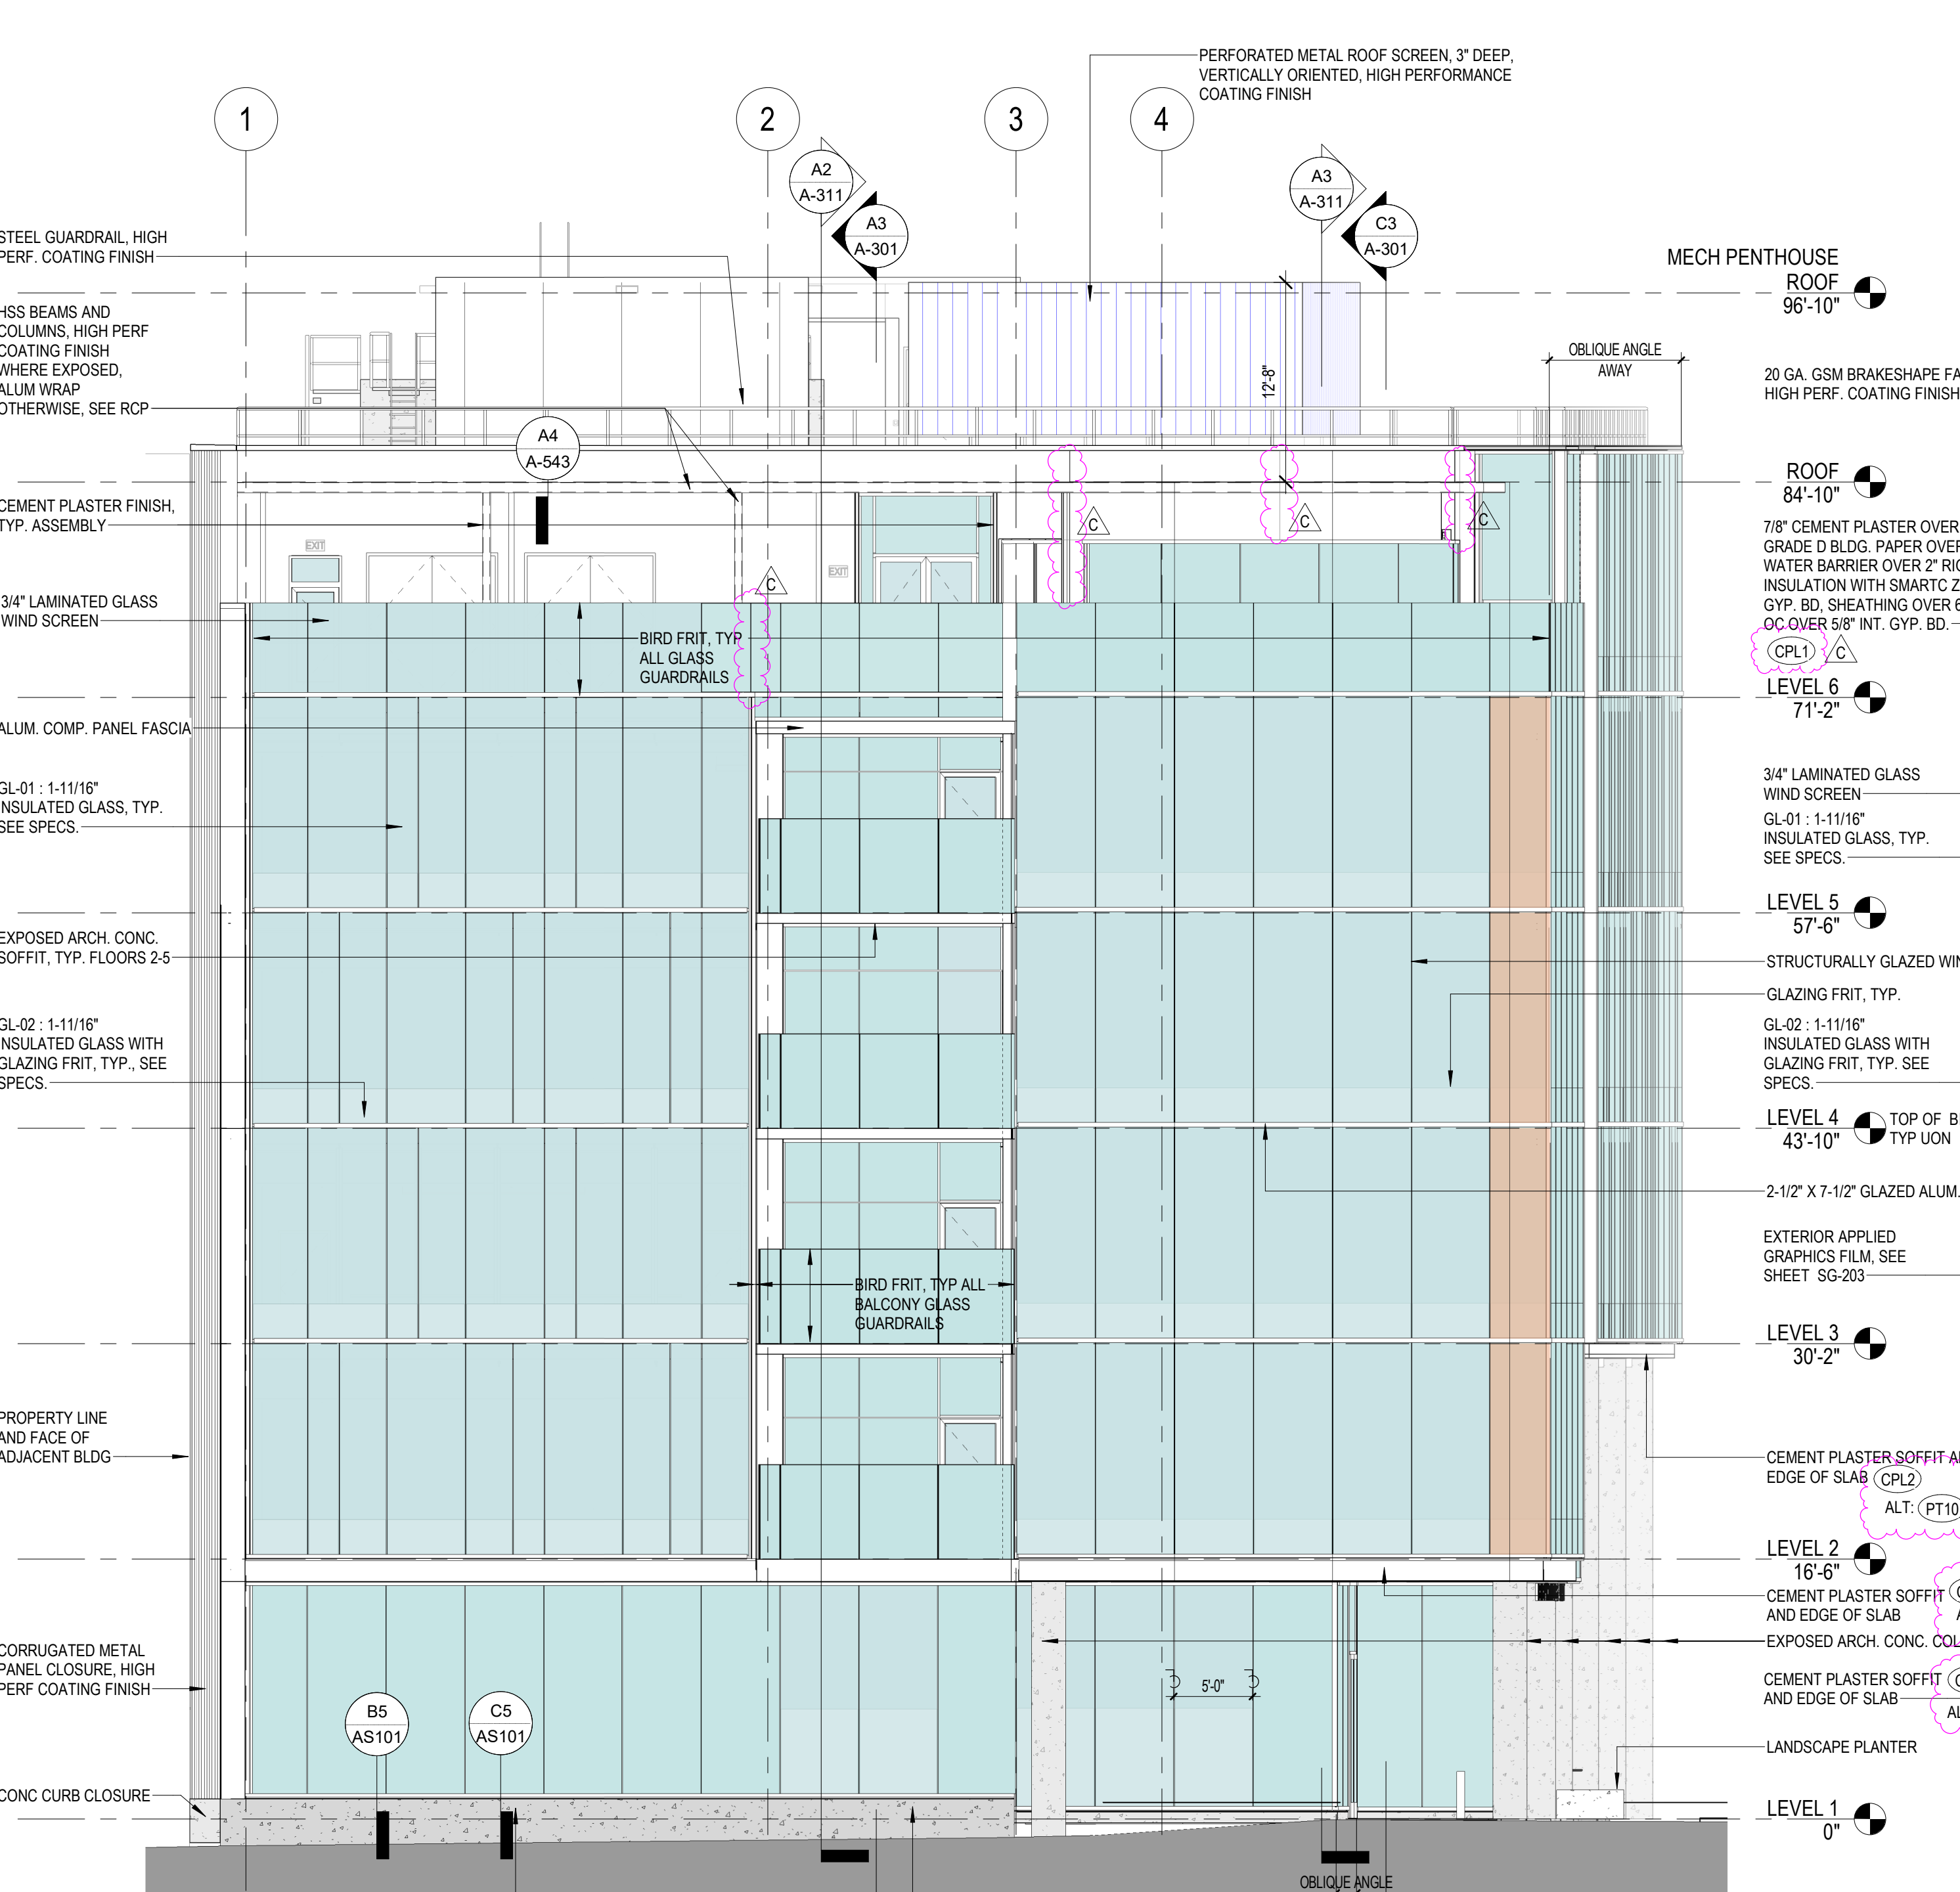 PERFORATED METAL ROOF SCREEN, 3" DEEP,
VERTICALLY ORIENTED, HIGH PERFORMANCE
COATING FINISH
1
2
3
4
A2
A-311
A3
A-301
A3
A-311
C3
A-301
STEEL GUARDRAIL, HIGH
PERF. COATING FINISH
HSS BEAMS AND
COLUMNS, HIGH PERF
COATING FINISH
WHERE EXPOSED,
ALUM WRAP
OTHERWISE, SEE RCP
A4
A-543
CEMENT PLASTER FINISH,
TYP. ASSEMBLY
3/4" LAMINATED GLASS
WIND SCREEN
ALUM. COMP. PANEL FASCIA
GL-01 : 1-11/16"
INSULATED GLASS, TYP.
SEE SPECS.
EXPOSED ARCH. CONC.
SOFFIT, TYP. FLOORS 2-5
GL-02 : 1-11/16"
INSULATED GLASS WITH
GLAZING FRIT, TYP., SEE
SPECS.
PROPERTY LINE
AND FACE OF
ADJACENT BLDG
CORRUGATED METAL
PANEL CLOSURE, HIGH
PERF COATING FINISH
CONC CURB CLOSURE
EXIT
EXIT
C
C
C
C
12'-8"
BIRD FRIT, TYP
ALL GLASS
GUARDRAILS
BIRD FRIT, TYP ALL
BALCONY GLASS
GUARDRAILS
5'-0"
B5
AS101
C5
AS101
OBLIQUE ANGLE
OBLIQUE ANGLE
AWAY
MECH PENTHOUSE
ROOF
96'-10"
20 GA. GSM BRAKESHAPE
HIGH PERF. COATING FINISH
ROOF
84'-10"
7/8" CEMENT PLASTER OVER
GRADE D BLDG. PAPER OVER
WATER BARRIER OVER 2"
INSULATION WITH SMARTC
GYP. BD, SHEATHING OVER
OC OVER 5/8" INT. GYP. BD.
CPL1
C
LEVEL 6
71'-2"
3/4" LAMINATED GLASS
WIND SCREEN
GL-01 : 1-11/16"
INSULATED GLASS, TYP.
SEE SPECS.
LEVEL 5
57'-6"
STRUCTURALLY GLAZED
GLAZING FRIT, TYP.
GL-02 : 1-11/16"
INSULATED GLASS WITH
GLAZING FRIT, TYP. SEE
SPECS.
LEVEL 4
43'-10"
TOP OF
TYP UON
2-1/2" X 7-1/2" GLAZED ALUM.
EXTERIOR APPLIED
GRAPHICS FILM, SEE
SHEET SG-203
LEVEL 3
30'-2"
CEMENT PLASTER SOFFIT
EDGE OF SLAB
CPL2
ALT: PT10
LEVEL 2
16'-6"
CEMENT PLASTER SOFFIT
AND EDGE OF SLAB
EXPOSED ARCH. CONC.
CEMENT PLASTER SOFFIT
AND EDGE OF SLAB
LANDSCAPE PLANTER
LEVEL 1
0"